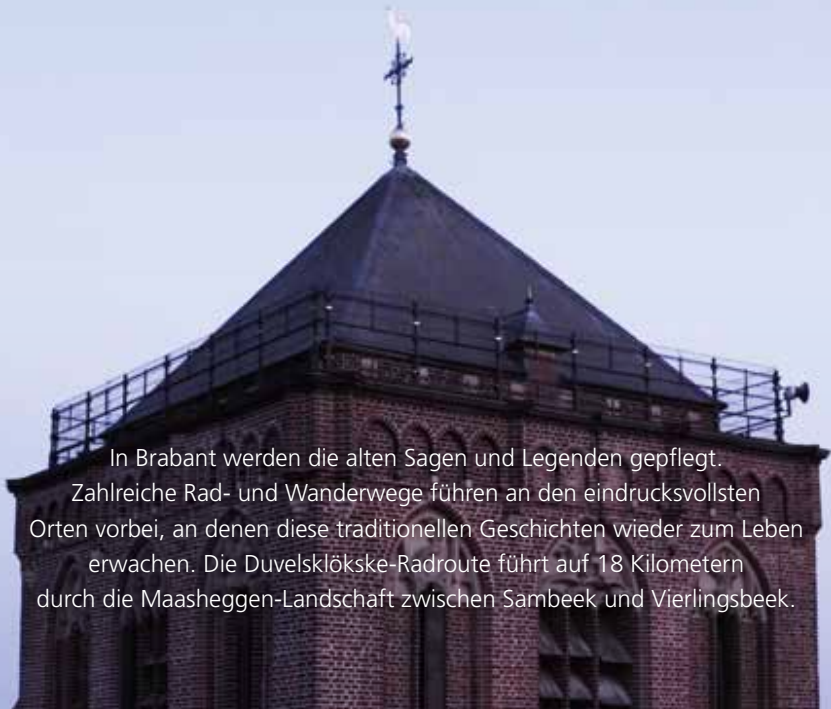 In Brabant werden die alten Sagen und Legenden gepflegt.
Zahlreiche Rad- und Wanderwege führen an den eindrucksvollsten
Orten vorbei, an denen diese traditionellen Geschichten wieder zum Leben
erwachen. Die Duvelsklökske-Radroute führt auf 18 Kilometern
durch die Maasheggen-Landschaft zwischen Sambeek und Vierlingsbeek.